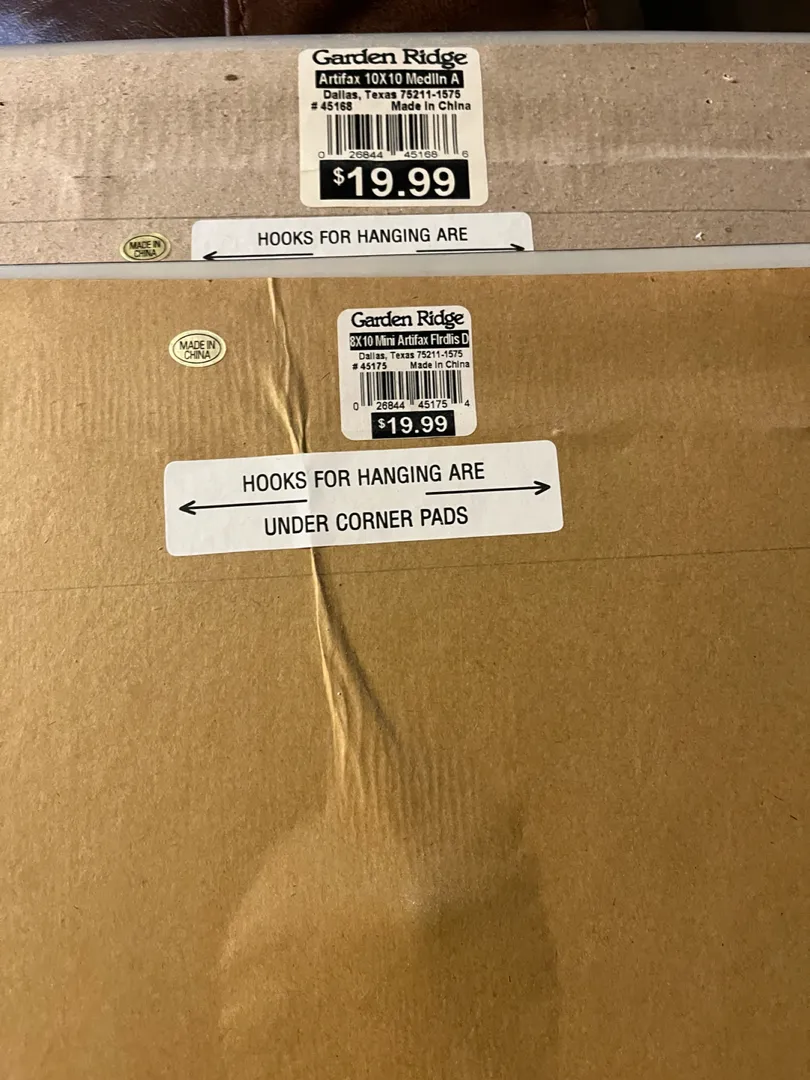 Garden Ridge
Artifax 10X10 Medlln A
Dallas, Texas 75211-1575
# 45168 Made In China
0 26844 45168 6
$19.99
MADE IN
CHINA
HOOKS FOR HANGING ARE
MADE IN
CHINA
Garden Ridge
8X10 Mini Artifax Flrdlis D
Dallas, Texas 75211-1575
# 45175 Made In China
0 26844 45175 4
$19.99
HOOKS FOR HANGING ARE
UNDER CORNER PADS